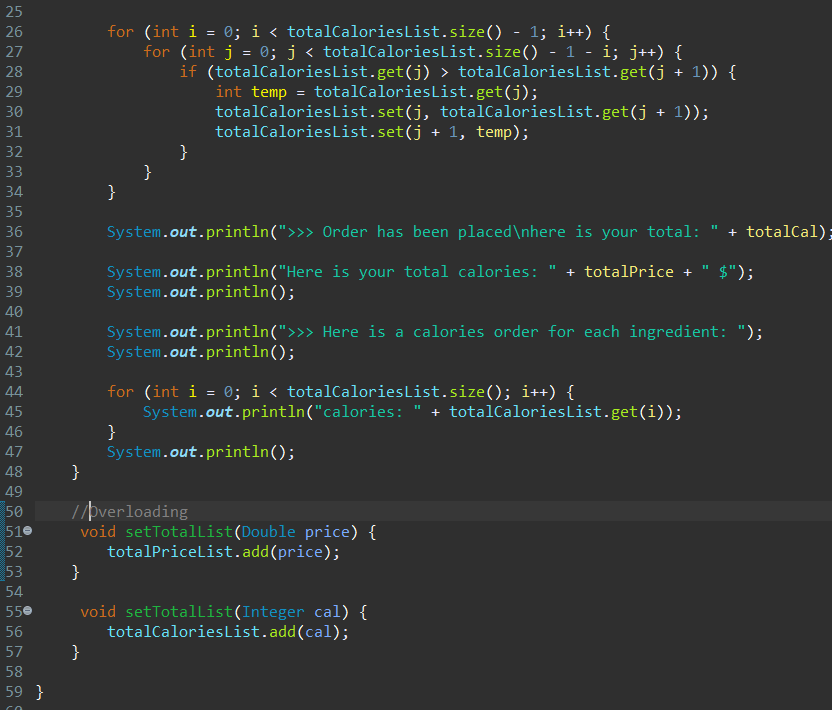 25
26 for (int i = 0; i < totalCaloriesList.size() - 1; i++) {
27 for (int j = 0; j < totalCaloriesList.size() - 1 - i; j++) {
28 if (totalCaloriesList.get(j) > totalCaloriesList.get(j + 1)) {
29 int temp = totalCaloriesList.get(j);
30 totalCaloriesList.set(j, totalCaloriesList.get(j + 1));
31 totalCaloriesList.set(j + 1, temp);
32 }
33 }
34 }
35
36 System.out.println(">>> Order has been placed\nhere is your total: " + totalCal);
37
38 System.out.println("Here is your total calories: " + totalPrice + " $");
39 System.out.println();
40
41 System.out.println(">>> Here is a calories order for each ingredient: ");
42 System.out.println();
43
44 for (int i = 0; i < totalCaloriesList.size(); i++) {
45 System.out.println("calories: " + totalCaloriesList.get(i));
46 }
47 System.out.println();
48 }
49
50 //Overloading
51 void setTotalList(Double price) {
52 totalPriceList.add(price);
53 }
54
55 void setTotalList(Integer cal) {
56 totalCaloriesList.add(cal);
57 }
58
59 }